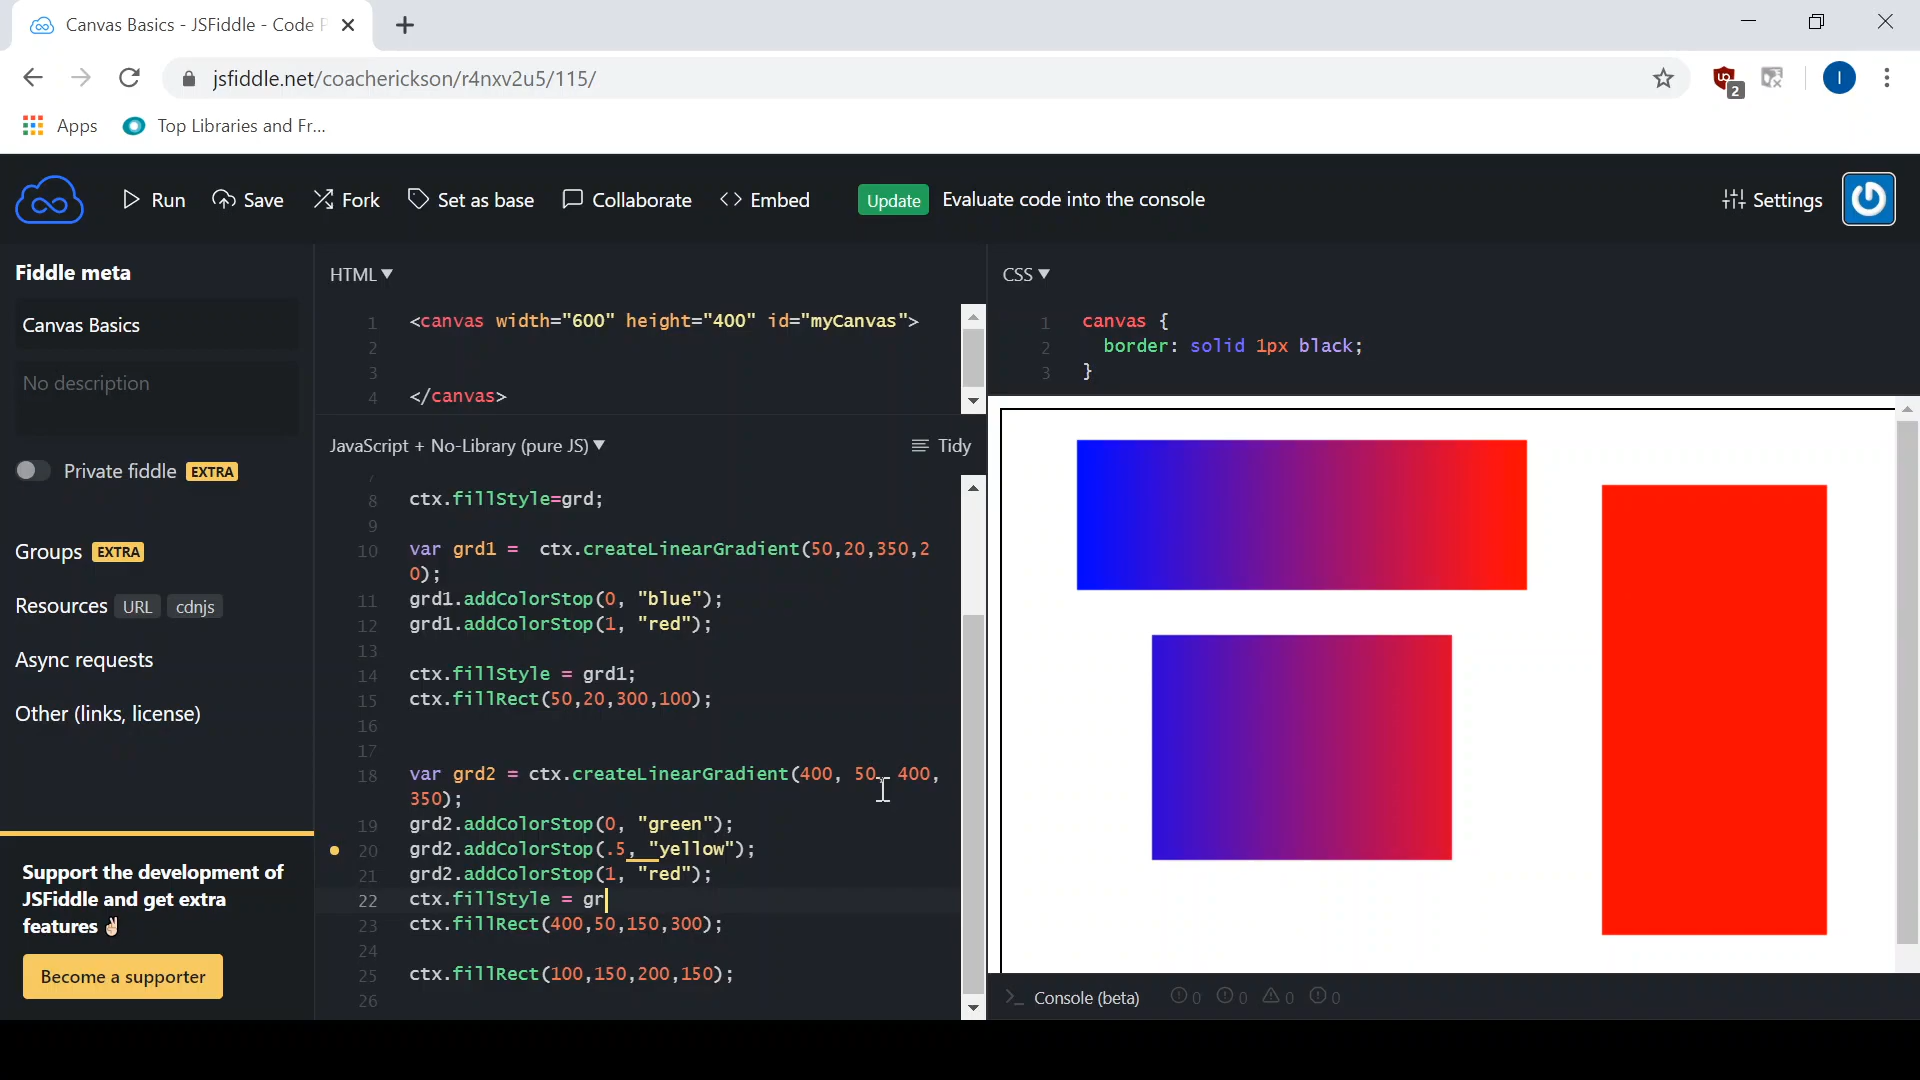 Canvas Basics - JSFiddle - Code P
jsfiddle.net/coacherickson/r4nxv2u5/115/
2
I
Apps
Top Libraries and Fr...
Run
Save
Fork
Set as base
Collaborate
<> Embed
Update
Evaluate code into the console
Settings
Fiddle meta
Canvas Basics
No description
Private fiddle EXTRA
Groups EXTRA
Resources URL cdnjs
Async requests
Other (links, license)
Support the development of
JSFiddle and get extra
features ✌🏻
Become a supporter
HTML ▼
1 <canvas width="600" height="400" id="myCanvas">
2
3
4 </canvas>
JavaScript + No-Library (pure JS) ▼
Tidy
8 ctx.fillStyle=grd;
9
10 var grd1 =  ctx.createLinearGradient(50,20,350,2
0);
11 grd1.addColorStop(0, "blue");
12 grd1.addColorStop(1, "red");
13
14 ctx.fillStyle = grd1;
15 ctx.fillRect(50,20,300,100);
16
17
18 var grd2 = ctx.createLinearGradient(400, 50, 400,
350);
19 grd2.addColorStop(0, "green");
20 grd2.addColorStop(.5, "yellow");
21 grd2.addColorStop(1, "red");
22 ctx.fillStyle = gr
23 ctx.fillRect(400,50,150,300);
24
25 ctx.fillRect(100,150,200,150);
26
CSS ▼
1 canvas {
2 border: solid 1px black;
3 }
>_ Console (beta) 0 0 0 0